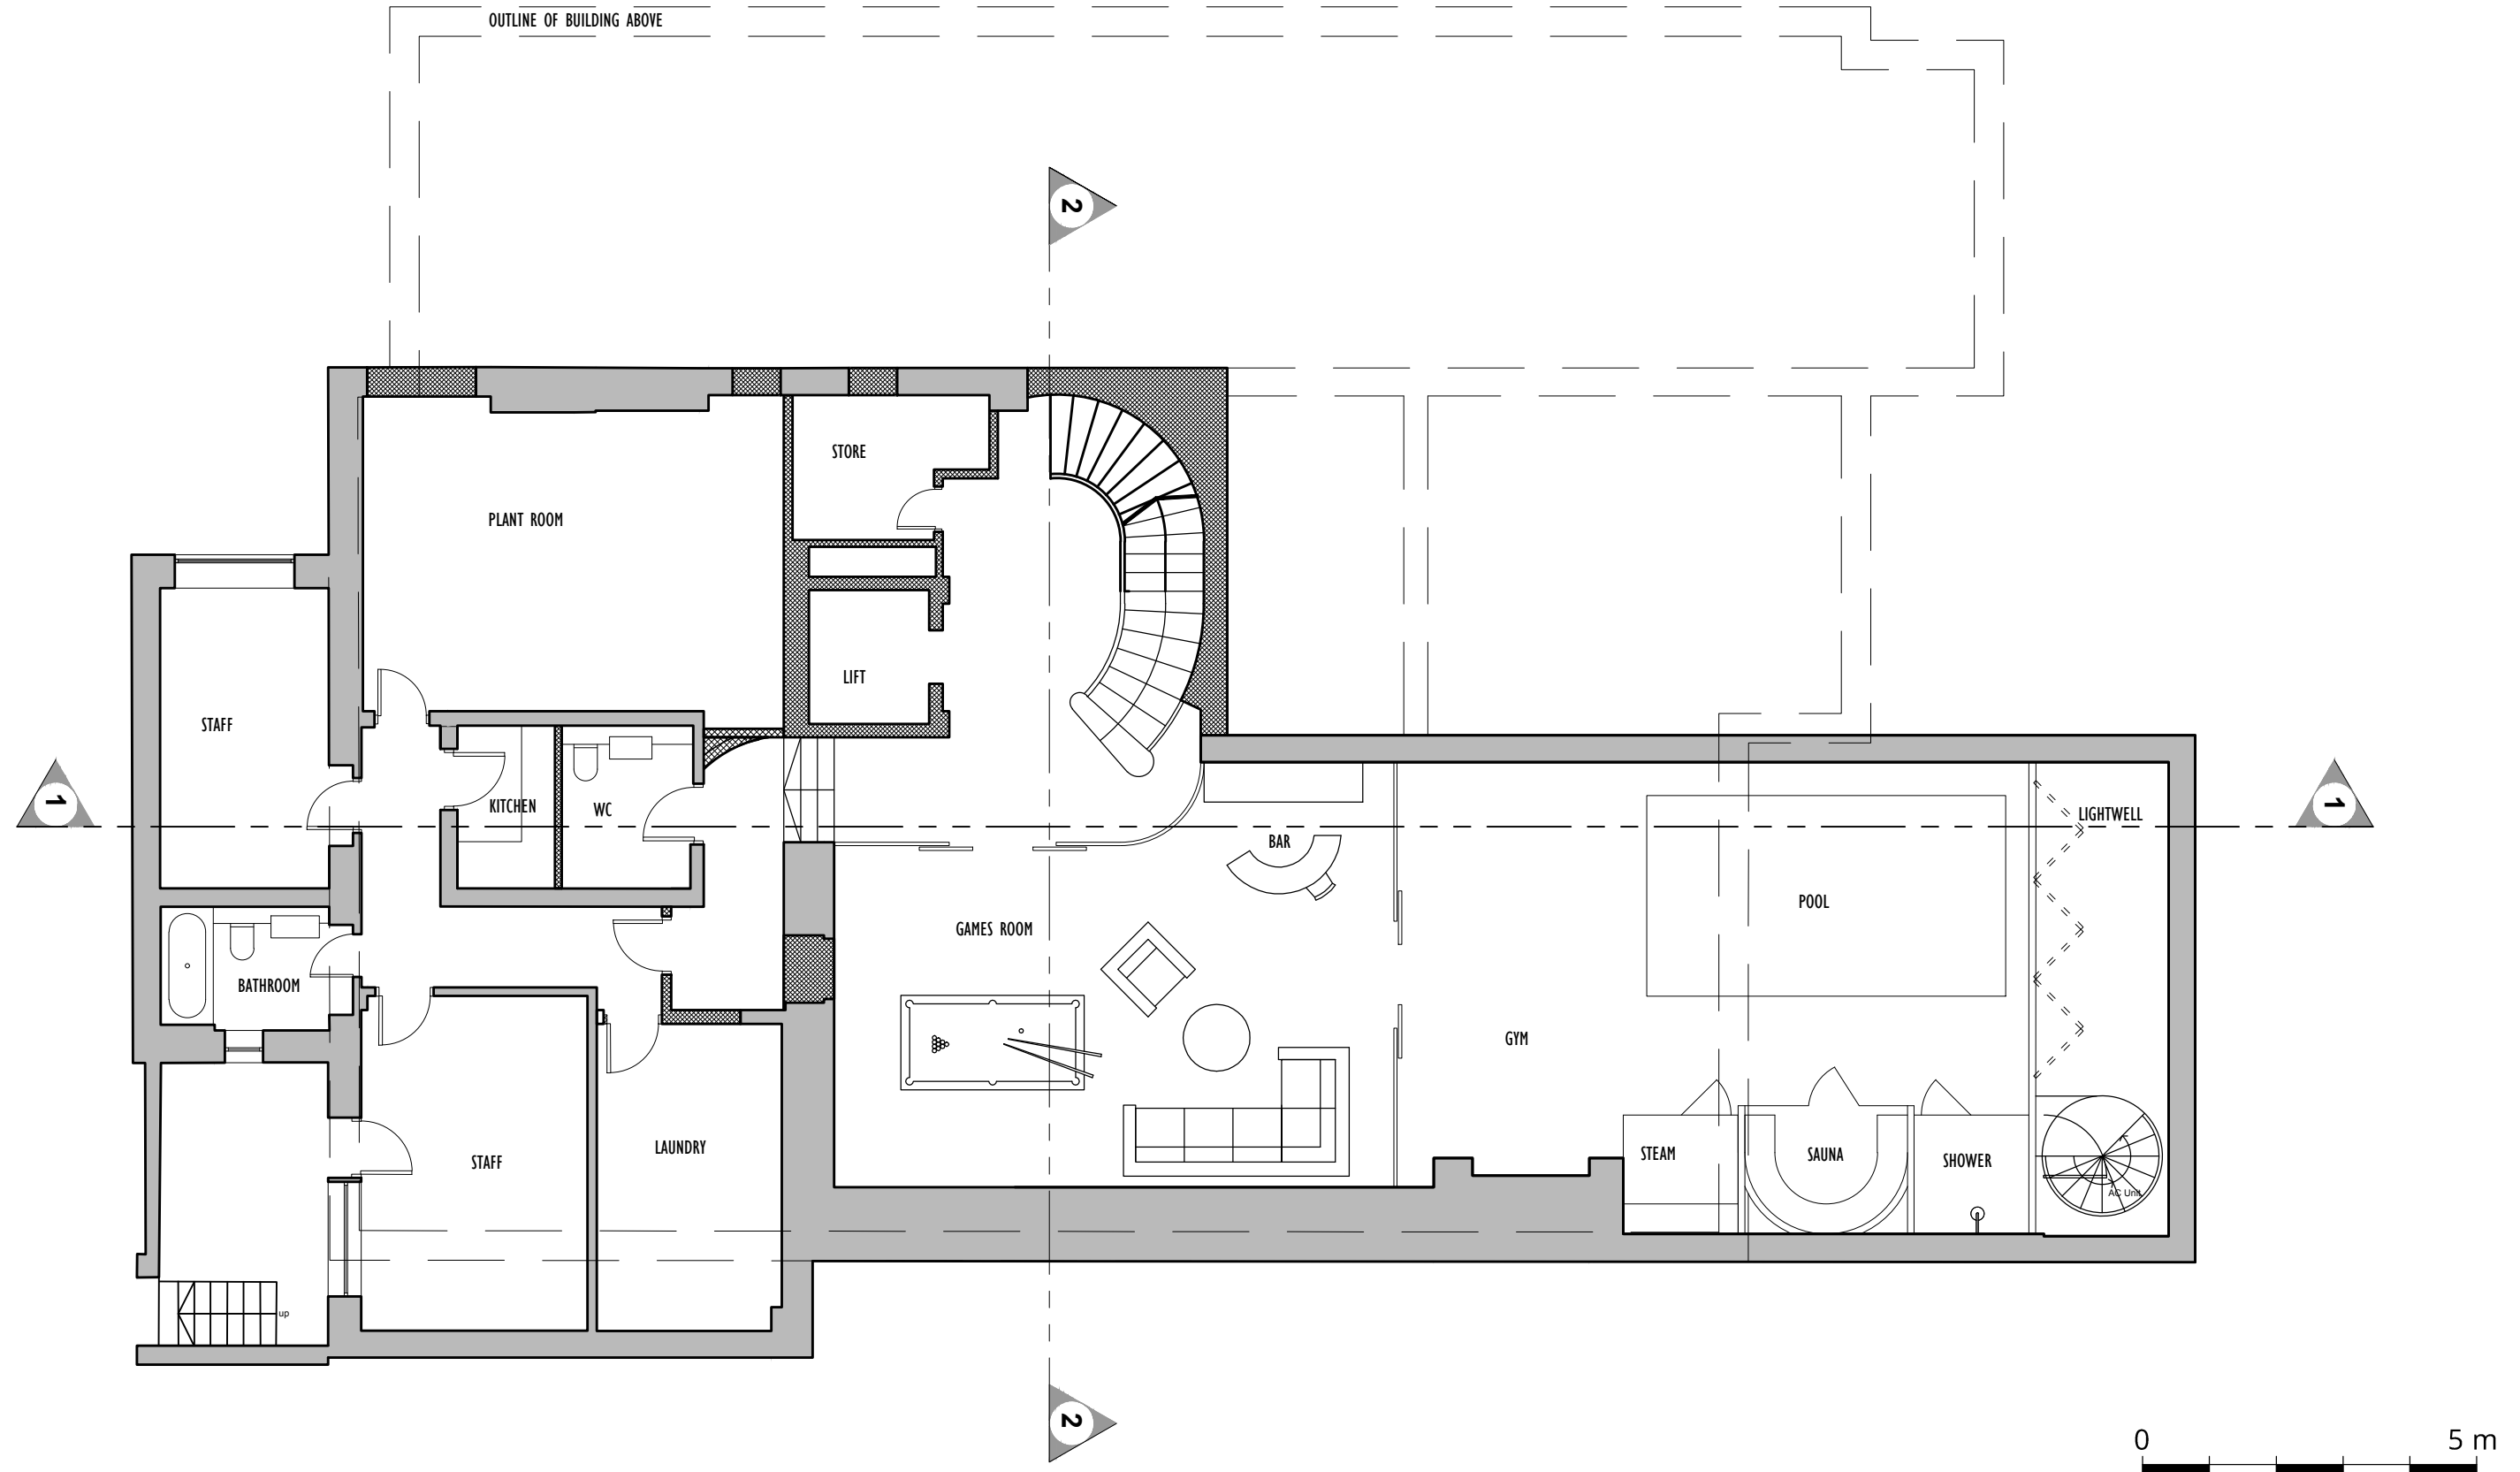 OUTLINE OF BUILDING ABOVE
2
STORE
PLANT ROOM
LIFT
STAFF
1
KITCHEN
WC
BAR
LIGHTWELL
1
POOL
GAMES ROOM
BATHROOM
GYM
LAUNDRY
STAFF
STEAM
SAUNA
SHOWER
AC Unit
up
2
0 5 m